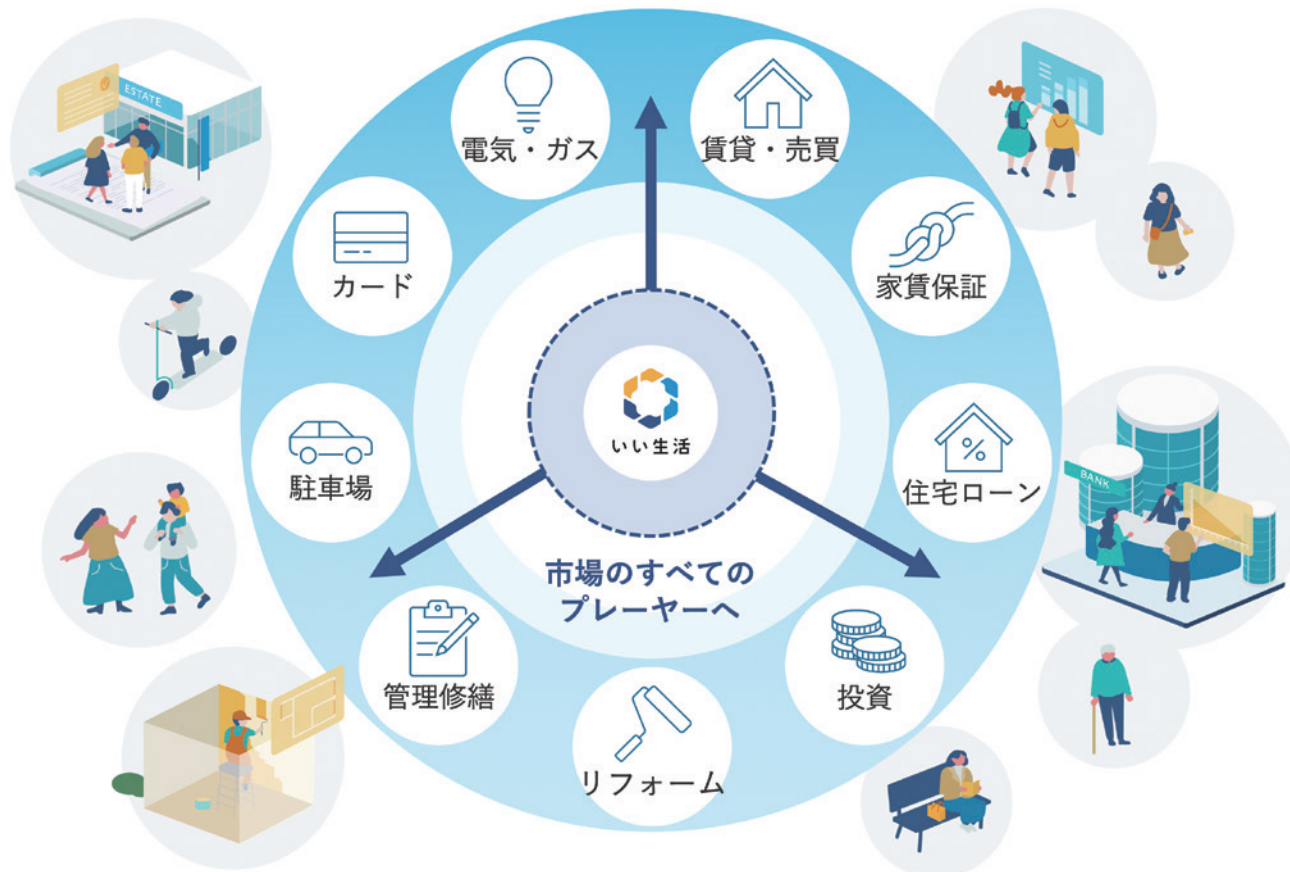 ESTATE
電気・ガス
賃貸・売買
カード
家賃保証
いい生活
駐車場
住宅ローン
BANK
市場のすべての
プレーヤーへ
管理修繕
投資
リフォーム